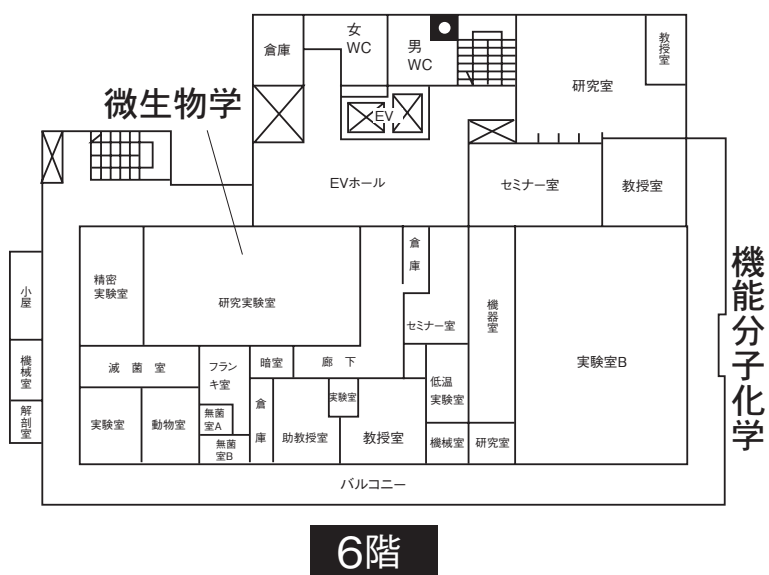 女
WC
男
WC
倉庫
教授室
研究室
微生物学
EV
EVホール
セミナー室
教授室
精密
実験室
研究実験室
倉庫
セミナー室
機器室
実験室B
機能分子化学
小屋
機械室
解剖室
滅菌室
フラン
キ室
暗室
廊下
低温
実験室
実験室
動物室
無菌
室A
無菌
室B
倉庫
助教授室
実験室
教授室
機械室
研究室
バルコニー
6階